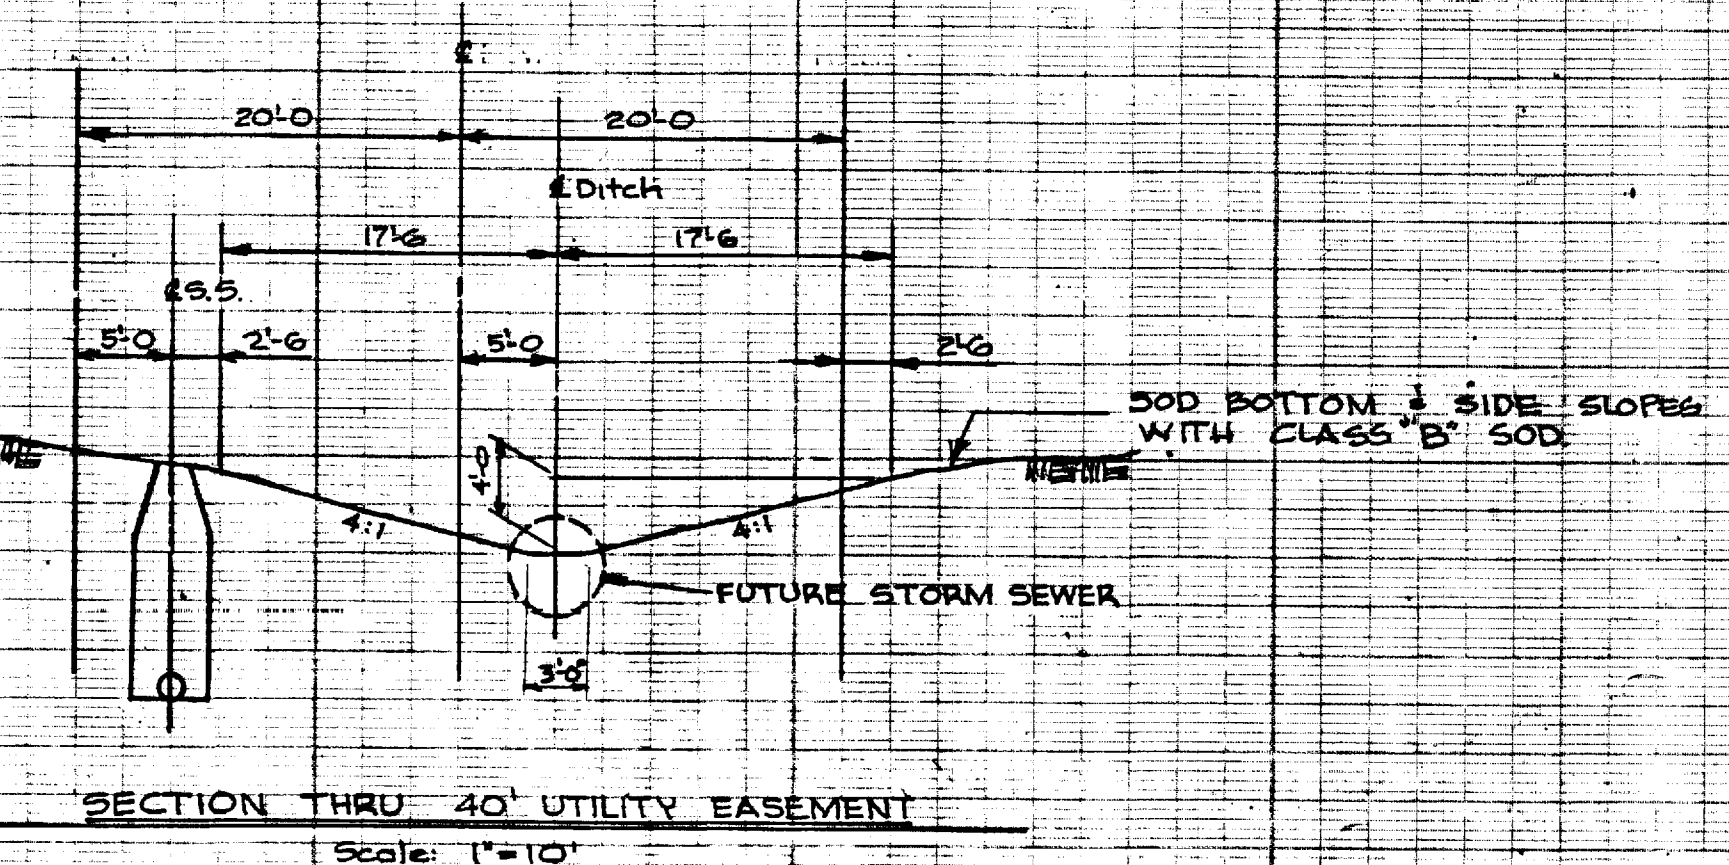 ℄
20'-0 20'-0
℄ Ditch
17'-6 17'-6
℄ S.S.
5'-0 2'-6 5'-0 2'-6
SOD BOTTOM & SIDE SLOPES
WITH CLASS "B" SOD
4'-0
4:1 4:1
FUTURE STORM SEWER
3'-0"
SECTION THRU 40' UTILITY EASEMENT
Scale: 1"=10'